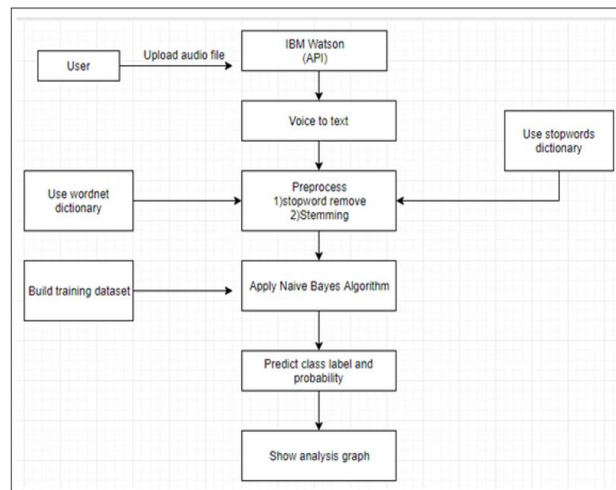 IBM Watson
(API)
Upload audio file
User
Voice to text
Use stopwords
dictionary
Use wordnet
dictionary
Preprocess
1)stopword remove
2)Stemming
Build training dataset
Apply Naive Bayes Algorithm
Predict class label and
probability
Show analysis graph